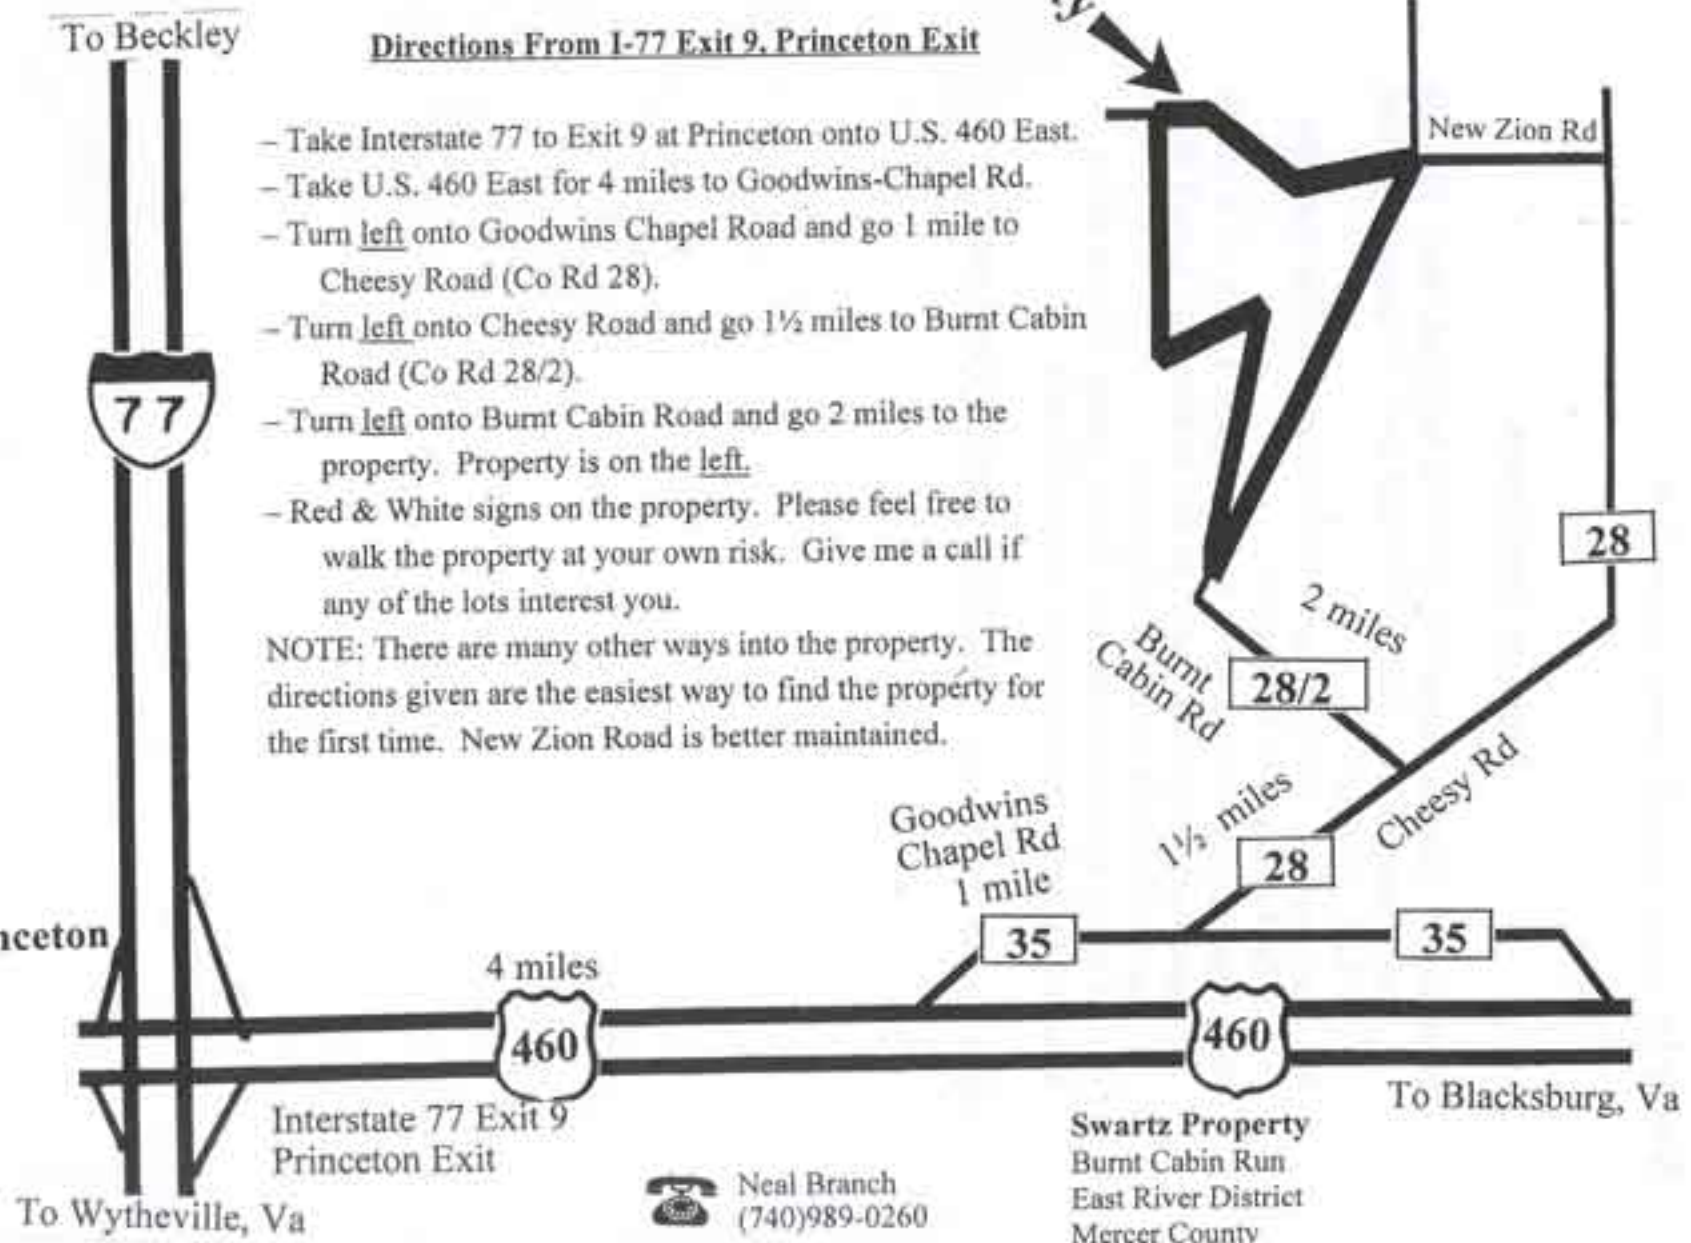 To Beckley
Directions From I-77 Exit 9, Princeton Exit
– Take Interstate 77 to Exit 9 at Princeton onto U.S. 460 East.
– Take U.S. 460 East for 4 miles to Goodwins-Chapel Rd.
– Turn left onto Goodwins Chapel Road and go 1 mile to
Cheesy Road (Co Rd 28).
– Turn left onto Cheesy Road and go 1½ miles to Burnt Cabin
Road (Co Rd 28/2).
– Turn left onto Burnt Cabin Road and go 2 miles to the
property. Property is on the left.
– Red & White signs on the property. Please feel free to
walk the property at your own risk. Give me a call if
any of the lots interest you.
NOTE: There are many other ways into the property. The
directions given are the easiest way to find the property for
the first time. New Zion Road is better maintained.
77
New Zion Rd
28
2 miles
Burnt
Cabin Rd
28/2
Cheesy Rd
1½ miles
28
Goodwins
Chapel Rd
1 mile
35
35
nceton
4 miles
460
460
To Blacksburg, Va
Interstate 77 Exit 9
Princeton Exit
To Wytheville, Va
Neal Branch
(740)989-0260
Swartz Property
Burnt Cabin Run
East River District
Mercer County